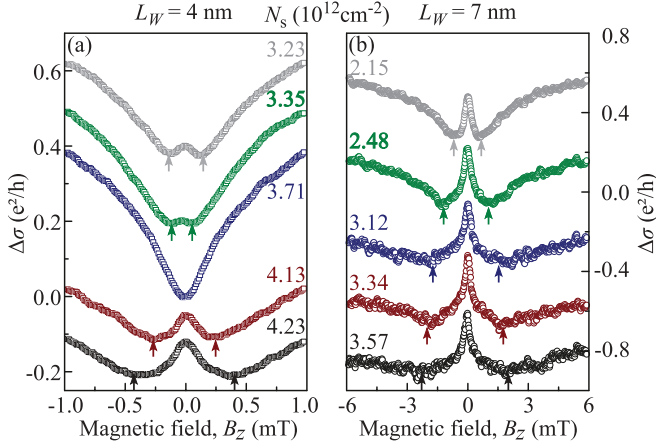 L_W = 4 nm N_s (10^12 cm^-2) L_W = 7 nm
(a)
3.23
3.35
3.71
4.13
4.23
0.6
0.4
0.2
0.0
-0.2
Δσ (e²/h)
-1.0 -0.5 0.0 0.5 1.0
Magnetic field, B_Z (mT)
(b)
2.15
2.48
3.12
3.34
3.57
0.8
0.4
0.0
-0.4
-0.8
Δσ (e²/h)
-6 -3 0 3 6
Magnetic field, B_Z (mT)